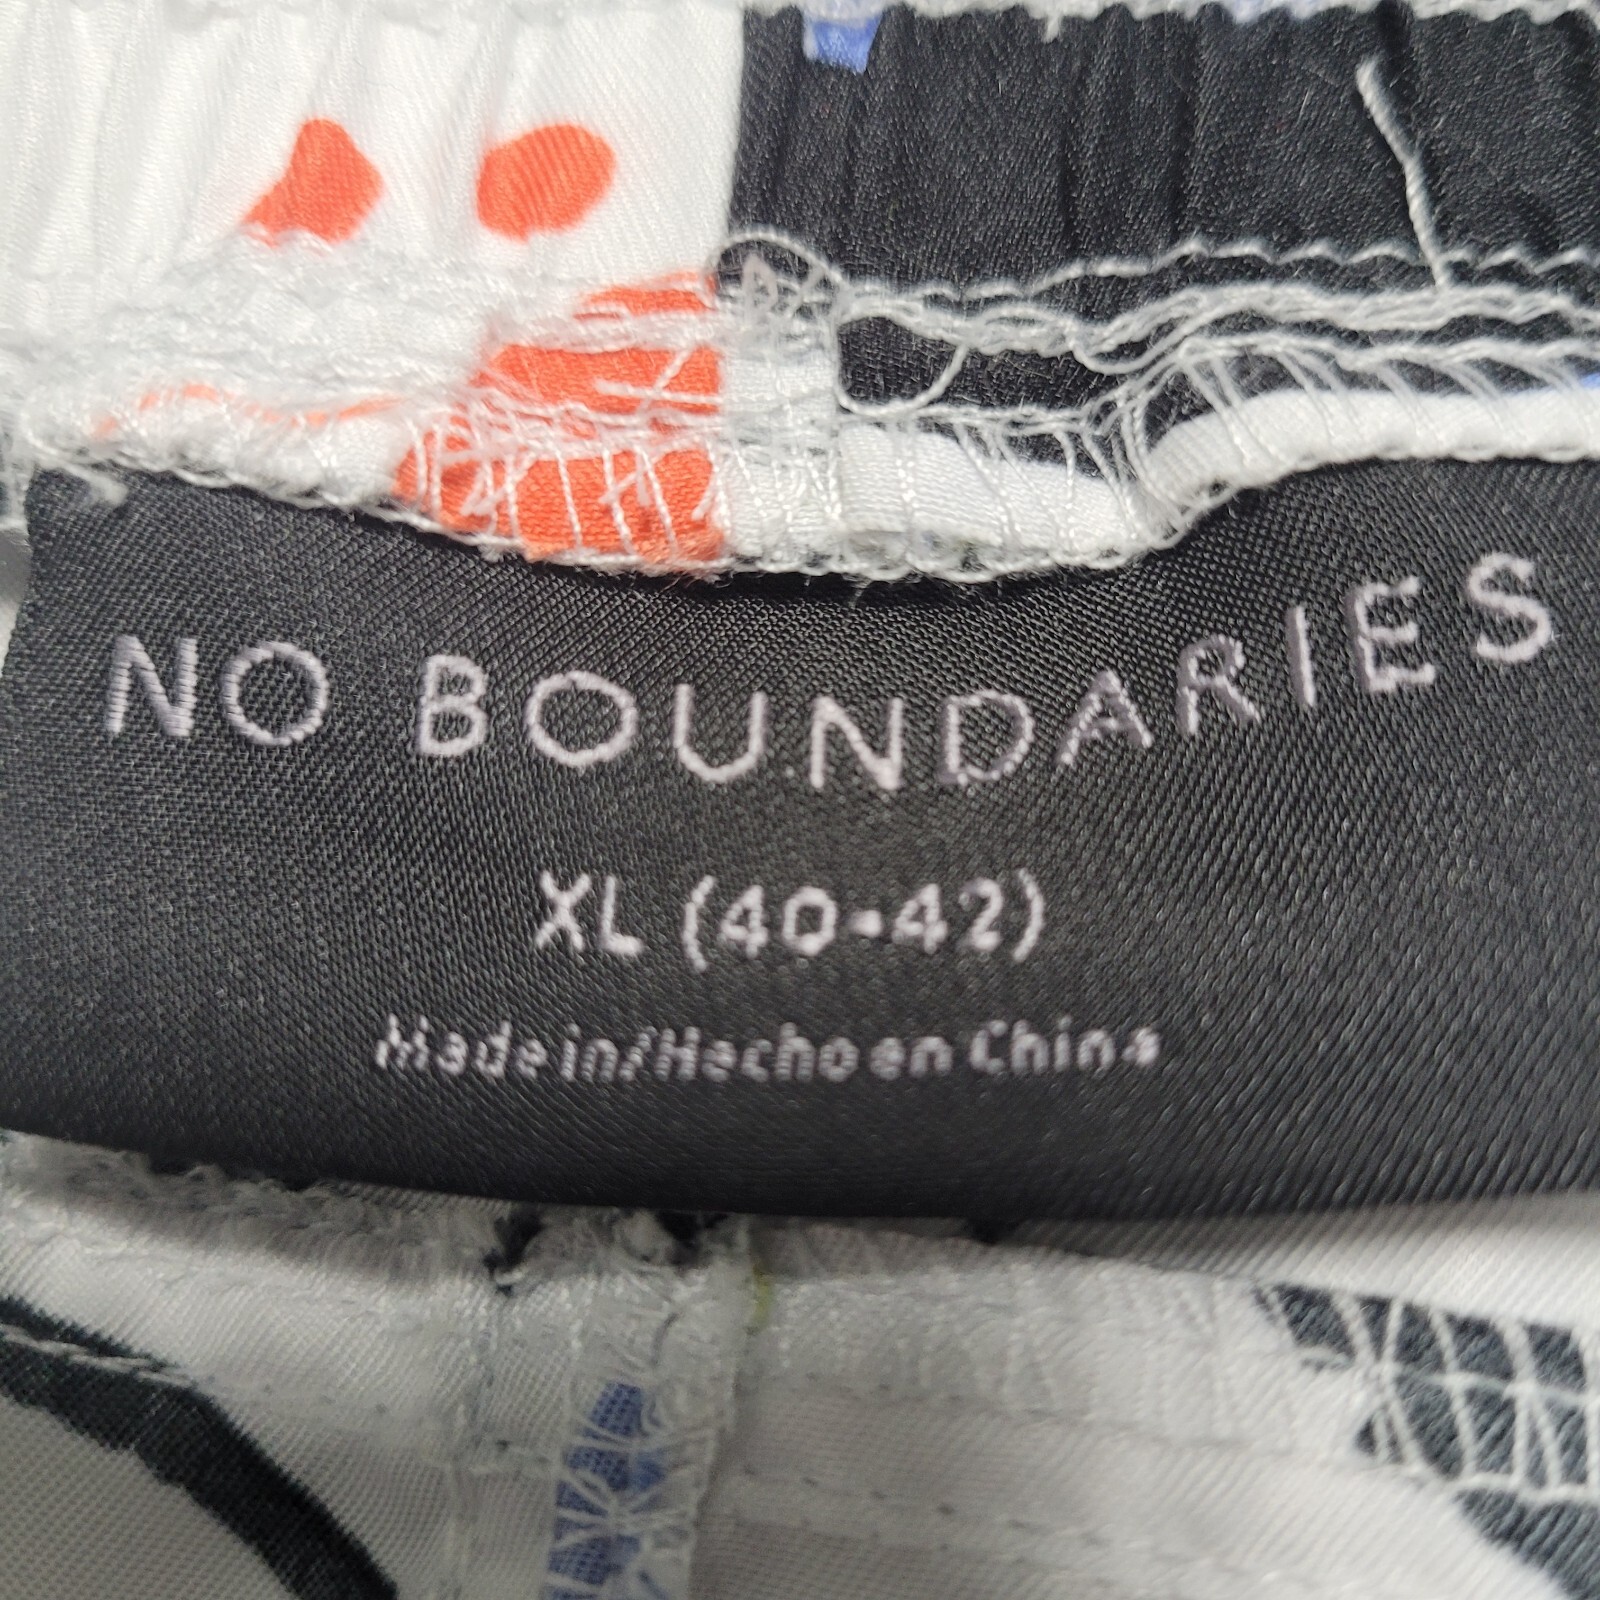 NO BOUNDARIES
XL (40-42)
Made in/Hecho en China